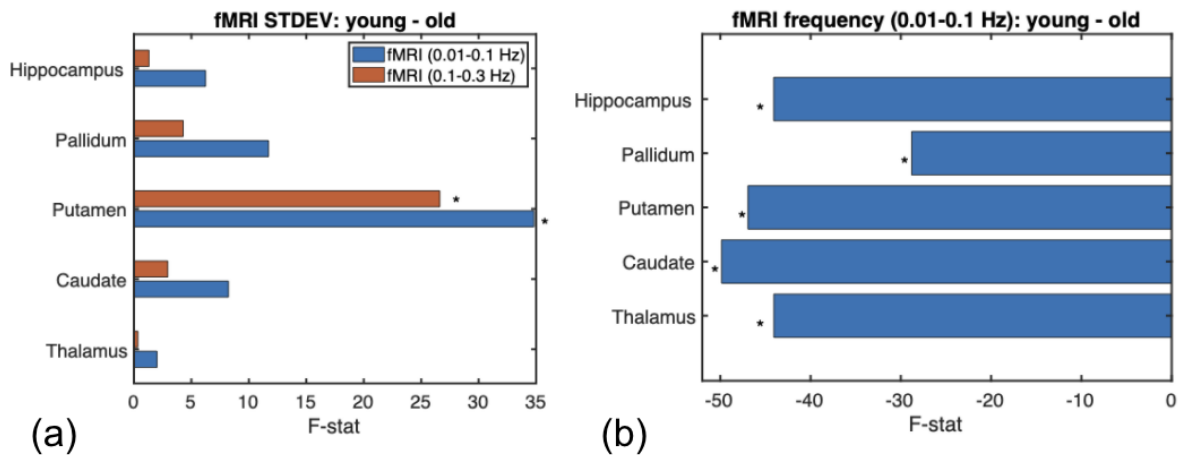 fMRI STDEV: young - old
fMRI (0.01-0.1 Hz)
fMRI (0.1-0.3 Hz)
Hippocampus
Pallidum
Putamen
*
*
Caudate
Thalamus
0 5 10 15 20 25 30 35
F-stat
(a)
fMRI frequency (0.01-0.1 Hz): young - old
Hippocampus *
Pallidum *
Putamen *
Caudate *
Thalamus *
-50 -40 -30 -20 -10 0
F-stat
(b)